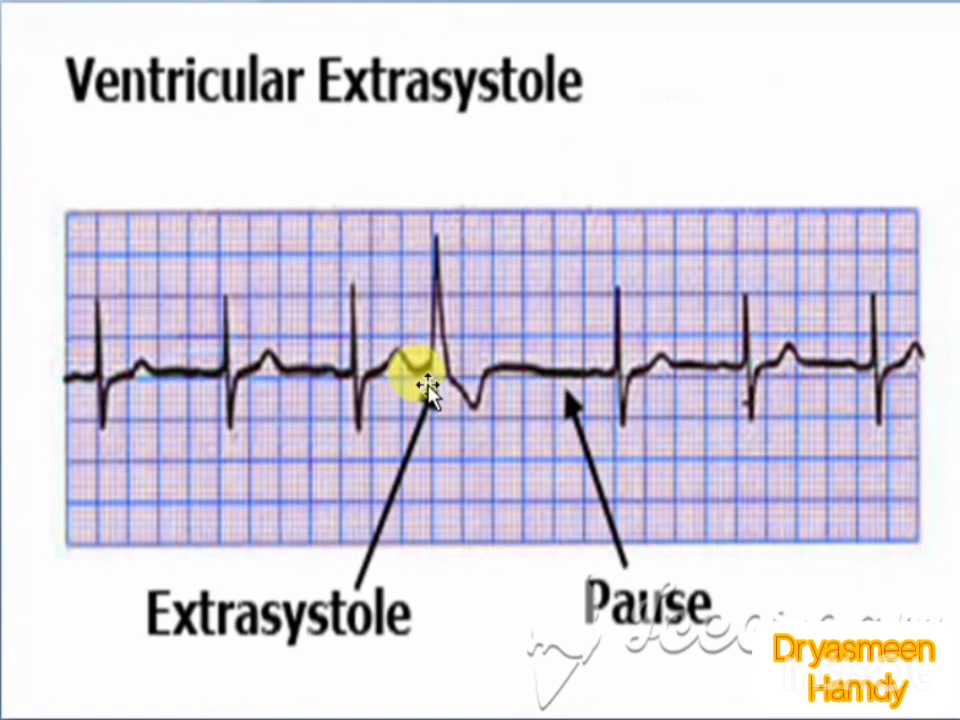 Ventricular Extrasystole
Extrasystole
Pause
Dryasmeen
Hamdy